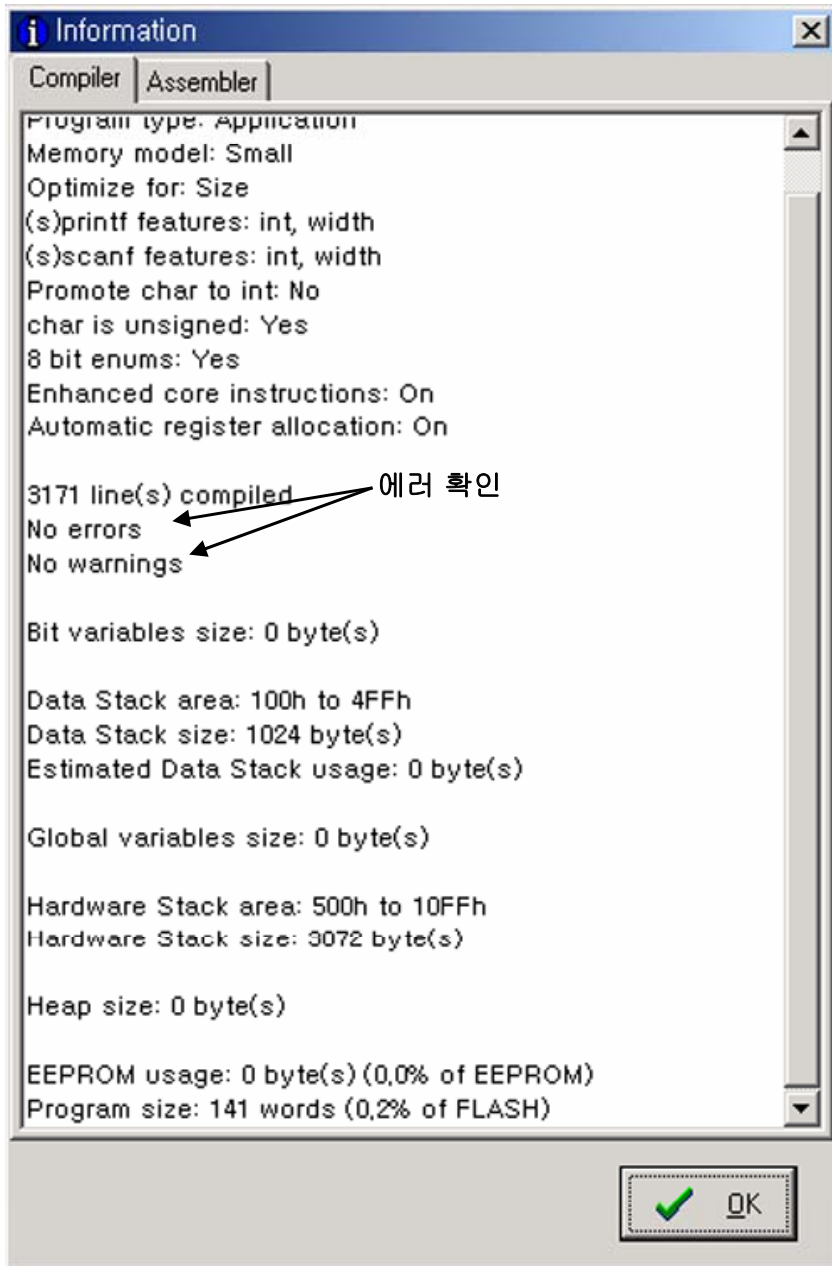 Information
Compiler Assembler
Program type: Application
Memory model: Small
Optimize for: Size
(s)printf features: int, width
(s)scanf features: int, width
Promote char to int: No
char is unsigned: Yes
8 bit enums: Yes
Enhanced core instructions: On
Automatic register allocation: On
3171 line(s) compiled
에러 확인
No errors
No warnings
Bit variables size: 0 byte(s)
Data Stack area: 100h to 4FFh
Data Stack size: 1024 byte(s)
Estimated Data Stack usage: 0 byte(s)
Global variables size: 0 byte(s)
Hardware Stack area: 500h to 10FFh
Hardware Stack size: 3072 byte(s)
Heap size: 0 byte(s)
EEPROM usage: 0 byte(s) (0,0% of EEPROM)
Program size: 141 words (0,2% of FLASH)
OK